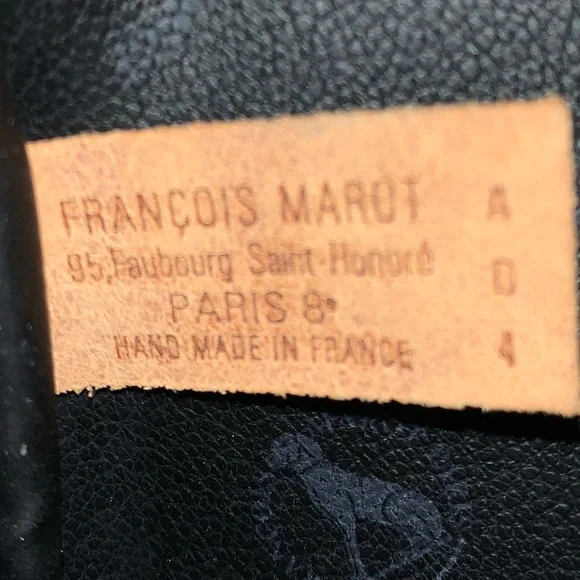 FRANÇOIS MAROT A
95,Faubourg Saint-Honoré D
PARIS 8e
HAND MADE IN FRANCE 4